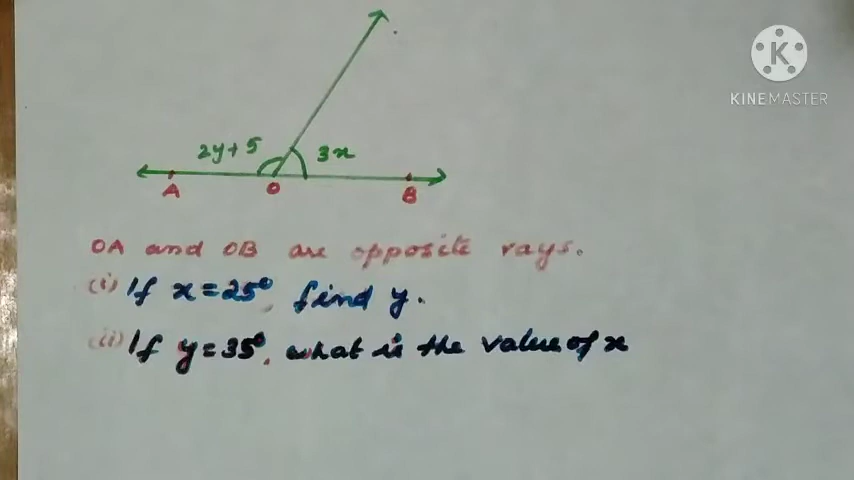 K
KINEMASTER
2y+5
3x
A
O
B
OA and OB are opposite rays.
(i) If x=25°, find y.
(ii) If y=35°, what is the value of x